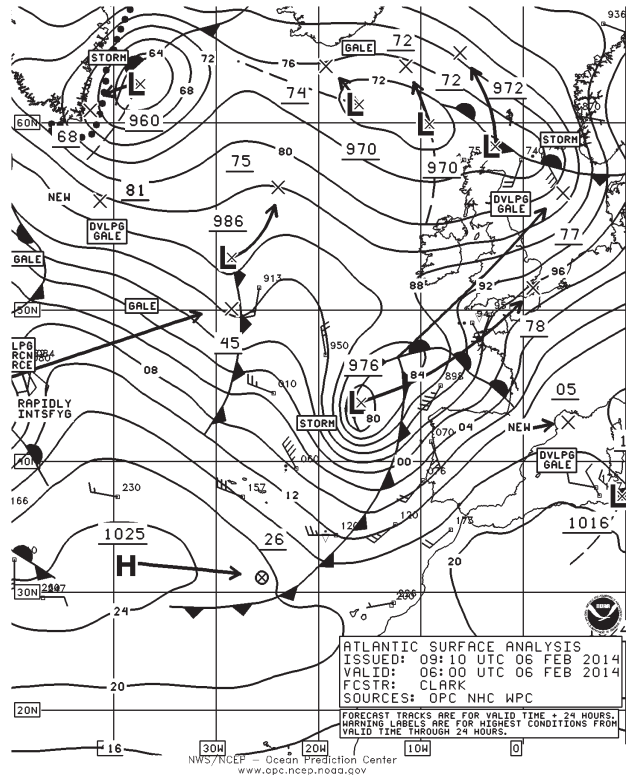 936
64
72
STORM
68
L
960
68
60N
GALE
72
76
72
74
L
970
L
72
972
970
L
740
STORM
80
75
81
NEW
DVLPG
GALE
986
L
913
GALE
GALE
50N
45
950
88
92
96
DVLPG
GALE
77
78
LPG
RCN
RCE
08
RAPIDLY
INTSFYG
010
976
L
80
84
898
STORM
070
04
NEW
05
DVLPG
GALE
L
1016
40N
00
12
230
157
166
173
120
1025
H
26
30N
24
20
20
20N
16
30W
20W
10W
0
ATLANTIC SURFACE ANALYSIS
ISSUED: 09:10 UTC 06 FEB 2014
VALID: 06:00 UTC 06 FEB 2014
FCSTR: CLARK
SOURCES: OPC NHC WPC
FORECAST TRACKS ARE FOR VALID TIME + 24 HOURS.
WARNING LABELS ARE FOR HIGHEST CONDITIONS FROM
VALID TIME THROUGH 24 HOURS.
NWS/NCEP – Ocean Prediction Center
www.opc.ncep.noaa.gov